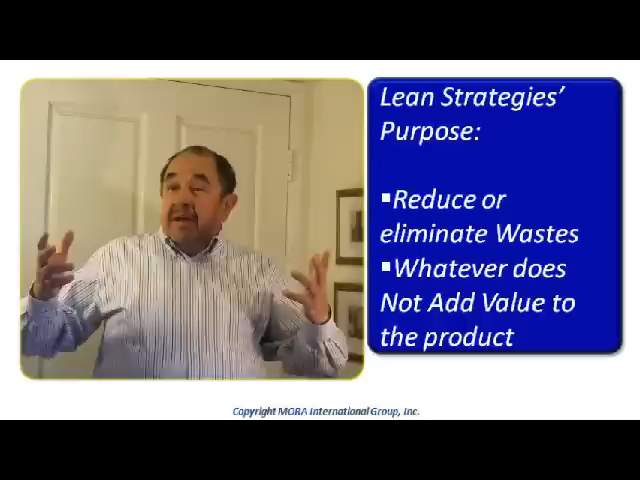 Lean Strategies’
Purpose:
▪Reduce or
eliminate Wastes
▪Whatever does
Not Add Value to
the product
Copyright MORA International Group, Inc.